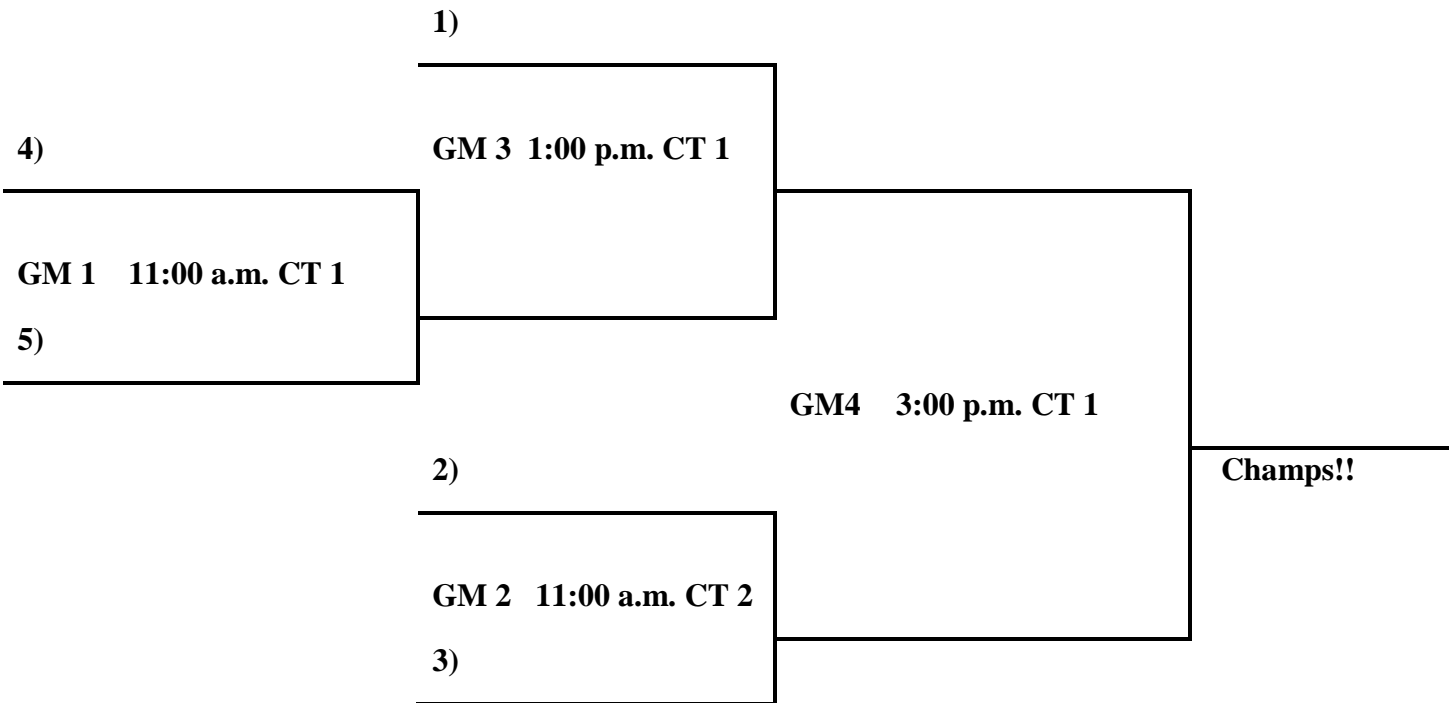 1)
4)
GM 3 1:00 p.m. CT 1
GM 1 11:00 a.m. CT 1
5)
GM4 3:00 p.m. CT 1
2)
Champs!!
GM 2 11:00 a.m. CT 2
3)